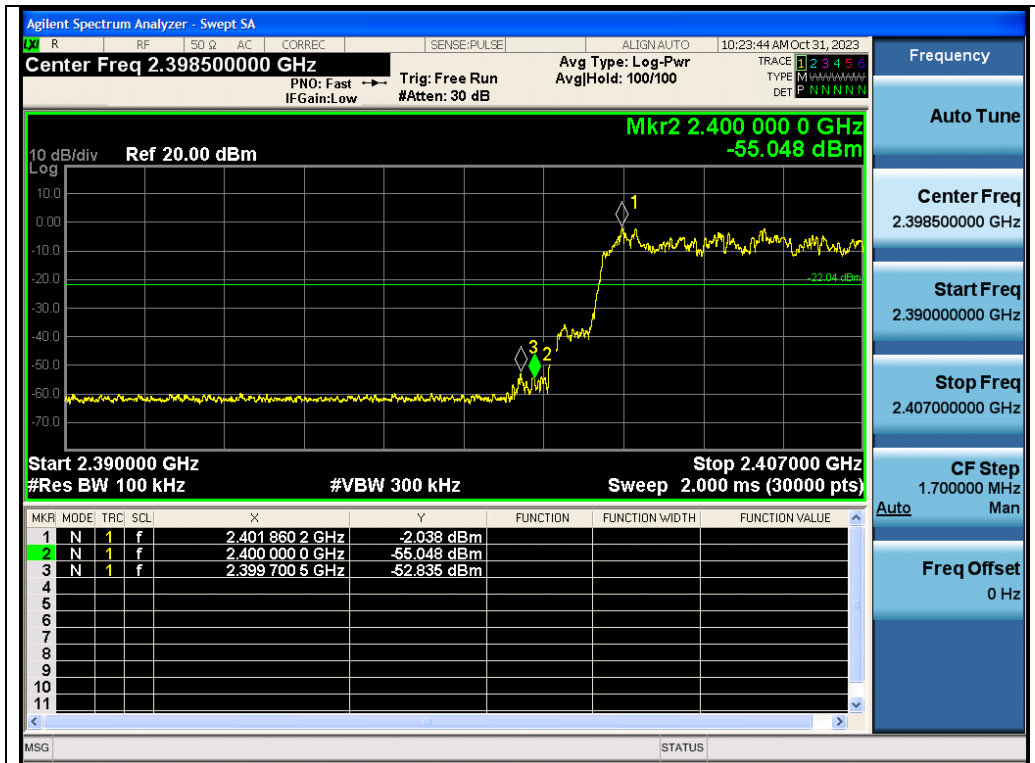 Agilent Spectrum Analyzer - Swept SA
LXI R RF 50 Ω AC CORREC SENSE:PULSE ALIGN AUTO 10:23:44 AM Oct 31, 2023
Center Freq 2.398500000 GHz
PNO: Fast
IFGain:Low
Trig: Free Run
#Atten: 30 dB
Avg Type: Log-Pwr
Avg|Hold: 100/100
TRACE 1 2 3 4 5 6
TYPE M WWWWW
DET P N N N N N
Mkr2 2.400 000 0 GHz
-55.048 dBm
10 dB/div Ref 20.00 dBm
Log
10.0
0.00
-10.0
-20.0
-30.0
-40.0
-50.0
-60.0
-70.0
1
-22.04 dBm
3
2
Start 2.390000 GHz
Stop 2.407000 GHz
#Res BW 100 kHz
#VBW 300 kHz
Sweep 2.000 ms (30000 pts)
MKR MODE TRC SCL X Y FUNCTION FUNCTION WIDTH FUNCTION VALUE
1 N 1 f 2.401 860 2 GHz -2.038 dBm
2 N 1 f 2.400 000 0 GHz -55.048 dBm
3 N 1 f 2.399 700 5 GHz -52.835 dBm
4
5
6
7
8
9
10
11
MSG
STATUS
Frequency
Auto Tune
Center Freq
2.398500000 GHz
Start Freq
2.390000000 GHz
Stop Freq
2.407000000 GHz
CF Step
1.700000 MHz
Auto Man
Freq Offset
0 Hz